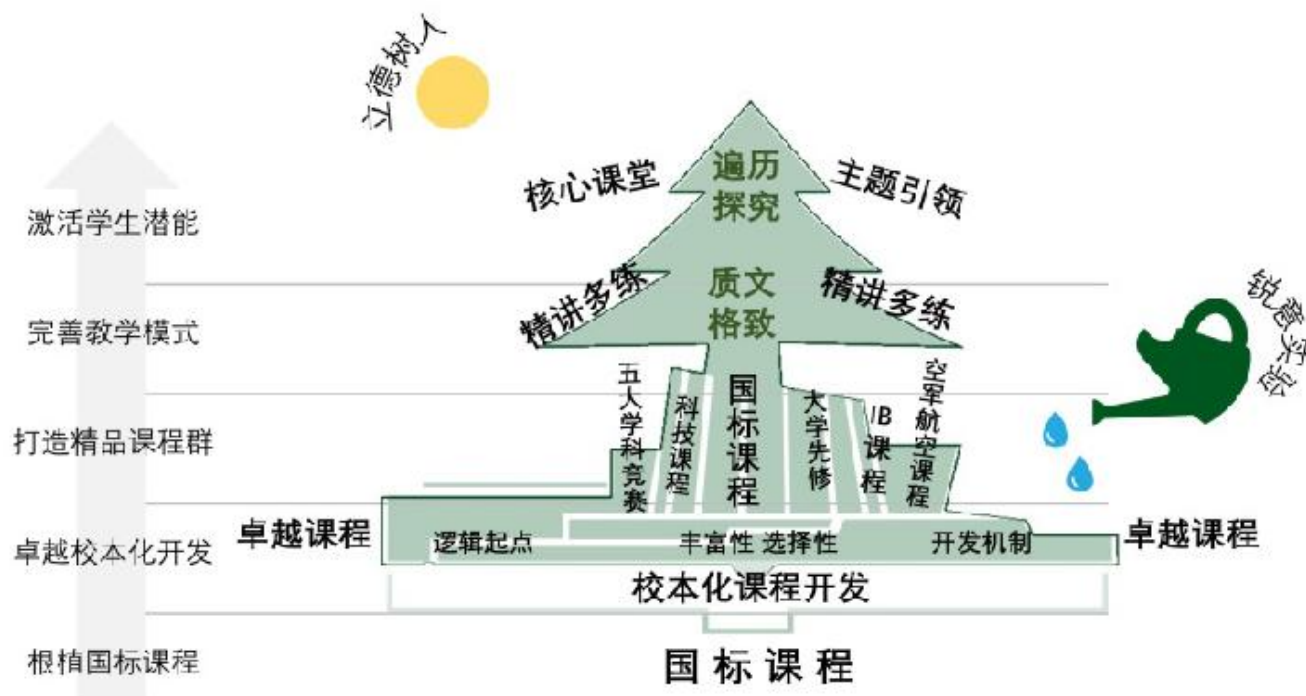 立德树人
核心课堂
遍历
探究
主题引领
激活学生潜能
精讲多练
质文
格致
精讲多练
锐意实验
完善教学模式
五大学科竞赛
科技课程
国标课程
大学先修
IB课程
空军航空课程
打造精品课程群
卓越课程
逻辑起点
丰富性 选择性
开发机制
卓越课程
卓越校本化开发
校本化课程开发
根植国标课程
国标课程